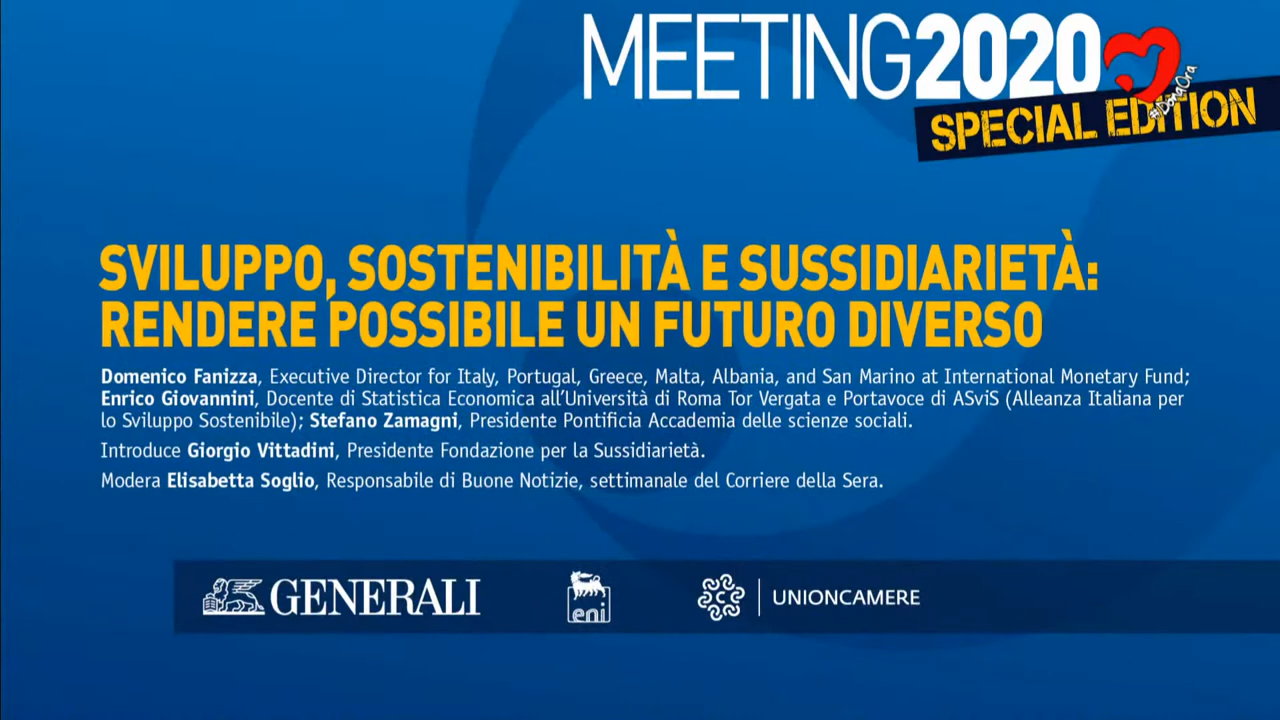 MEETING2020
#DonaOra
SPECIAL EDITION
SVILUPPO, SOSTENIBILITÀ E SUSSIDIARIETÀ:
RENDERE POSSIBILE UN FUTURO DIVERSO
Domenico Fanizza, Executive Director for Italy, Portugal, Greece, Malta, Albania, and San Marino at International Monetary Fund;
Enrico Giovannini, Docente di Statistica Economica all'Università di Roma Tor Vergata e Portavoce di ASviS (Alleanza Italiana per
lo Sviluppo Sostenibile); Stefano Zamagni, Presidente Pontificia Accademia delle scienze sociali.
Introduce Giorgio Vittadini, Presidente Fondazione per la Sussidiarietà.
Modera Elisabetta Soglio, Responsabile di Buone Notizie, settimanale del Corriere della Sera.
GENERALI eni C UNIONCAMERE